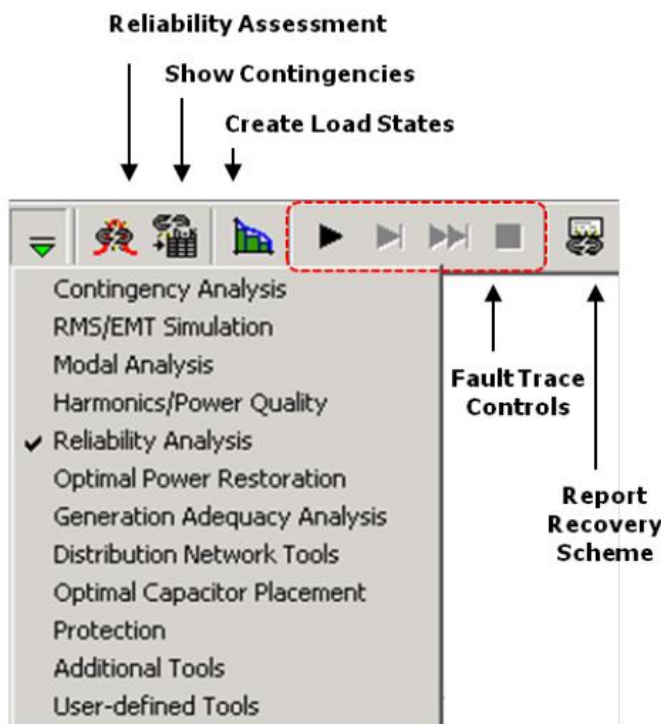 Reliability Assessment
Show Contingencies
Create Load States
Contingency Analysis
RMS/EMT Simulation
Modal Analysis
Harmonics/Power Quality
Reliability Analysis
Optimal Power Restoration
Generation Adequacy Analysis
Distribution Network Tools
Optimal Capacitor Placement
Protection
Additional Tools
User-defined Tools
Fault Trace
Controls
Report
Recovery
Scheme